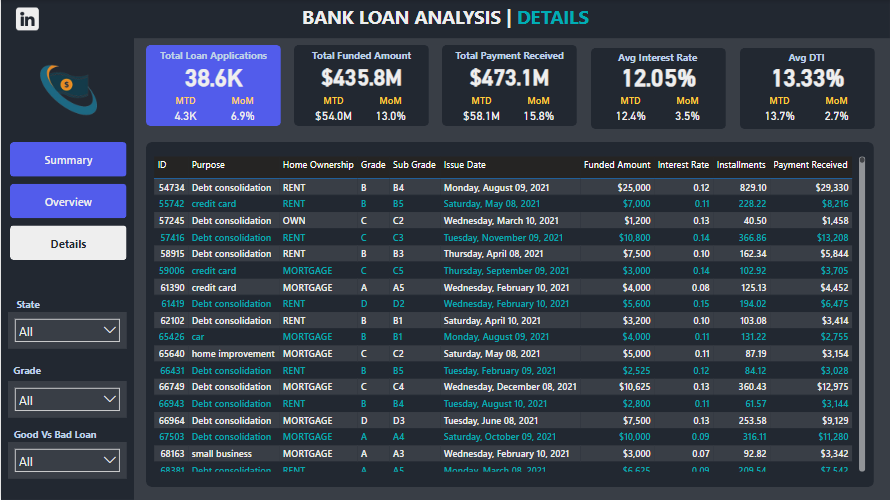 in
BANK LOAN ANALYSIS | DETAILS
Total Loan Applications
38.6K
MTD MoM
4.3K 6.9%
Total Funded Amount
$435.8M
MTD MoM
$54.0M 13.0%
Total Payment Received
$473.1M
MTD MoM
$58.1M 15.8%
Avg Interest Rate
12.05%
MTD MoM
12.4% 3.5%
Avg DTI
13.33%
MTD MoM
13.7% 2.7%
$
Summary
Overview
Details
State
All
Grade
All
Good Vs Bad Loan
All
ID Purpose Home Ownership Grade Sub Grade Issue Date Funded Amount Interest Rate Installments Payment Received
54734 Debt consolidation RENT B B4 Monday, August 09, 2021 $25,000 0.12 829.10 $29,330
55742 credit card RENT B B5 Saturday, May 08, 2021 $7,000 0.11 228.22 $8,216
57245 Debt consolidation OWN C C2 Wednesday, March 10, 2021 $1,200 0.13 40.50 $1,458
57416 Debt consolidation RENT C C3 Tuesday, November 09, 2021 $10,800 0.14 366.86 $13,208
58915 Debt consolidation RENT B B3 Thursday, April 08, 2021 $7,500 0.10 162.34 $5,844
59006 credit card MORTGAGE C C5 Thursday, September 09, 2021 $3,000 0.14 102.92 $3,705
61390 credit card MORTGAGE A A5 Wednesday, February 10, 2021 $4,000 0.08 125.13 $4,452
61419 Debt consolidation RENT D D2 Wednesday, February 10, 2021 $5,600 0.15 194.02 $6,475
62102 Debt consolidation RENT B B1 Saturday, April 10, 2021 $3,200 0.10 103.08 $3,414
65426 car MORTGAGE B B1 Monday, August 09, 2021 $4,000 0.11 131.22 $2,755
65640 home improvement MORTGAGE C C2 Saturday, May 08, 2021 $5,000 0.11 87.19 $3,154
66431 Debt consolidation RENT B B5 Tuesday, February 09, 2021 $2,525 0.12 84.12 $3,028
66749 Debt consolidation MORTGAGE C C4 Wednesday, December 08, 2021 $10,625 0.13 360.43 $12,975
66943 Debt consolidation RENT B B4 Tuesday, August 10, 2021 $2,800 0.11 61.57 $3,144
66964 Debt consolidation MORTGAGE D D3 Tuesday, June 08, 2021 $7,500 0.13 253.58 $9,129
67503 Debt consolidation MORTGAGE A A4 Saturday, October 09, 2021 $10,000 0.09 316.11 $11,280
68163 small business MORTGAGE A A3 Wednesday, February 10, 2021 $3,000 0.07 92.82 $3,342
68381 Debt consolidation RENT A A5 Monday, March 08, 2021 $6,625 0.09 209.54 $7,542